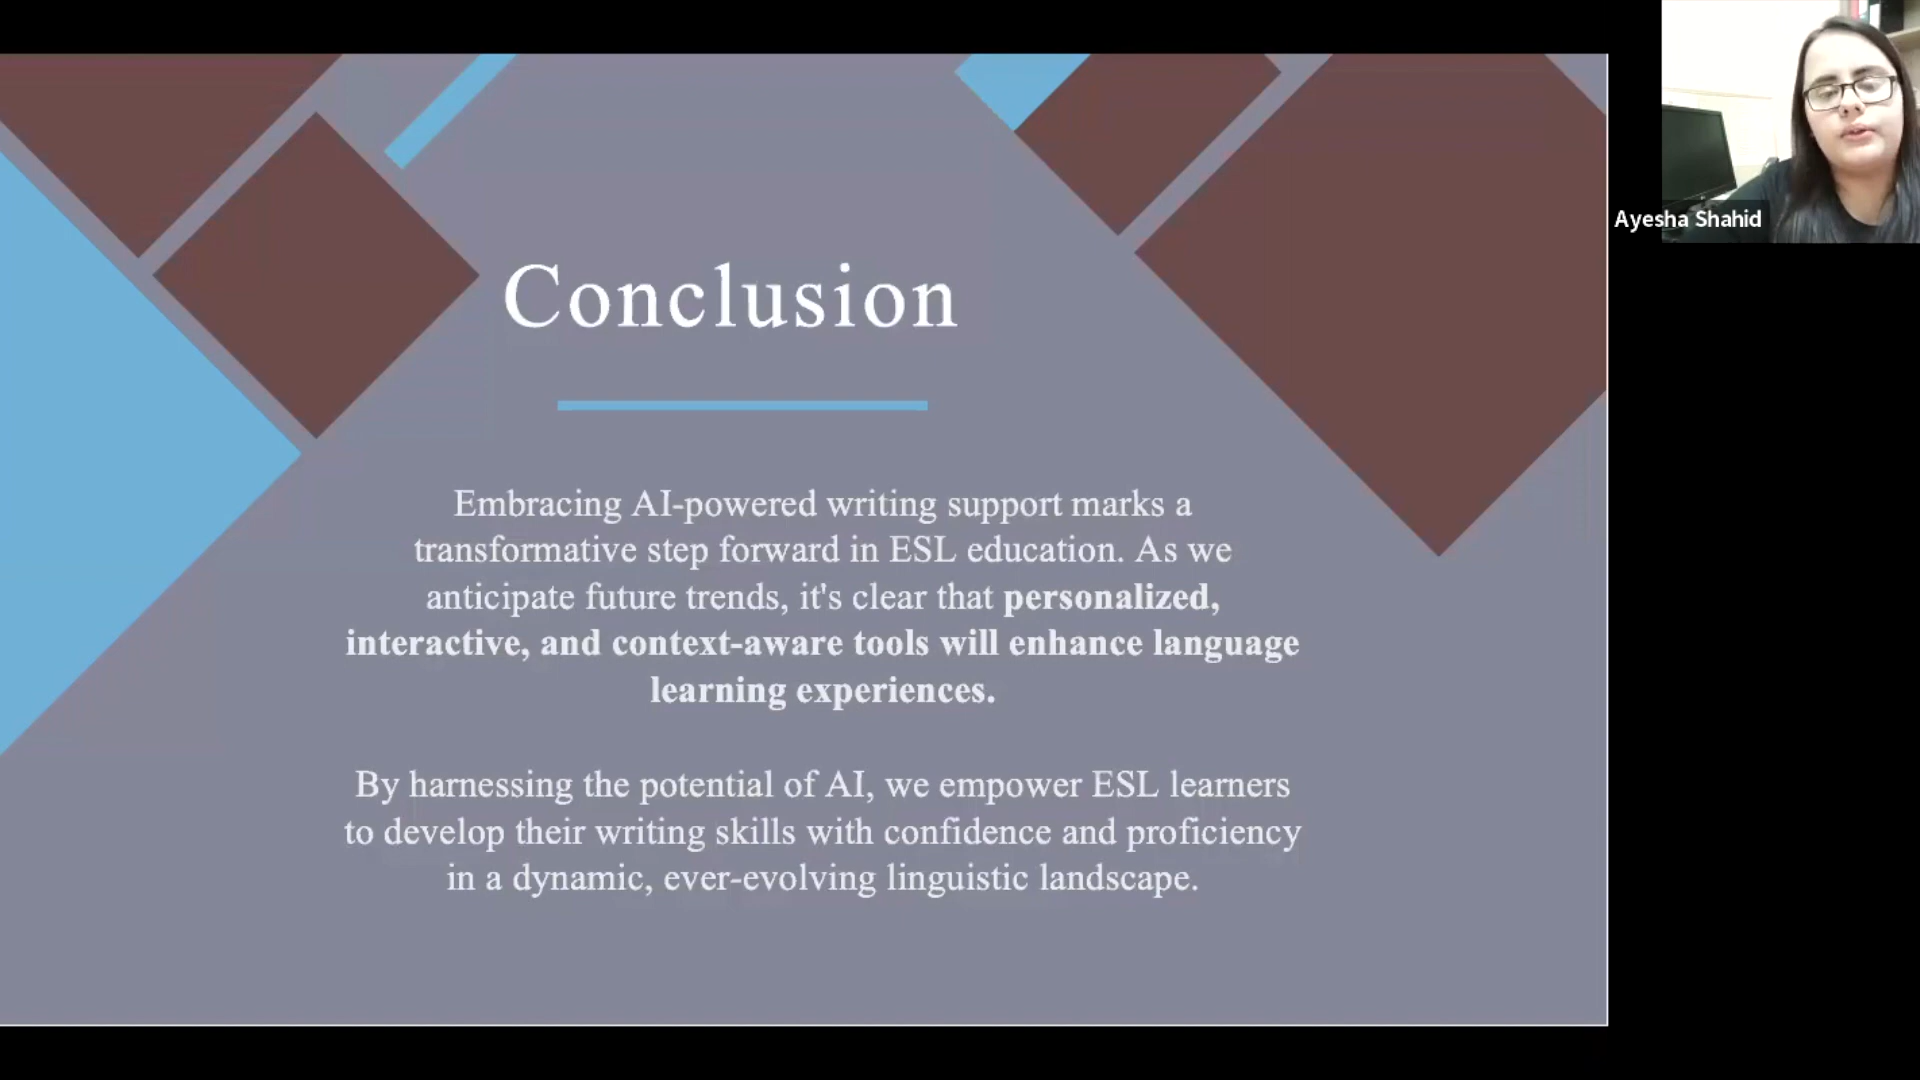 Conclusion
Embracing AI-powered writing support marks a
transformative step forward in ESL education. As we
anticipate future trends, it's clear that personalized,
interactive, and context-aware tools will enhance language
learning experiences.
By harnessing the potential of AI, we empower ESL learners
to develop their writing skills with confidence and proficiency
in a dynamic, ever-evolving linguistic landscape.
Ayesha Shahid